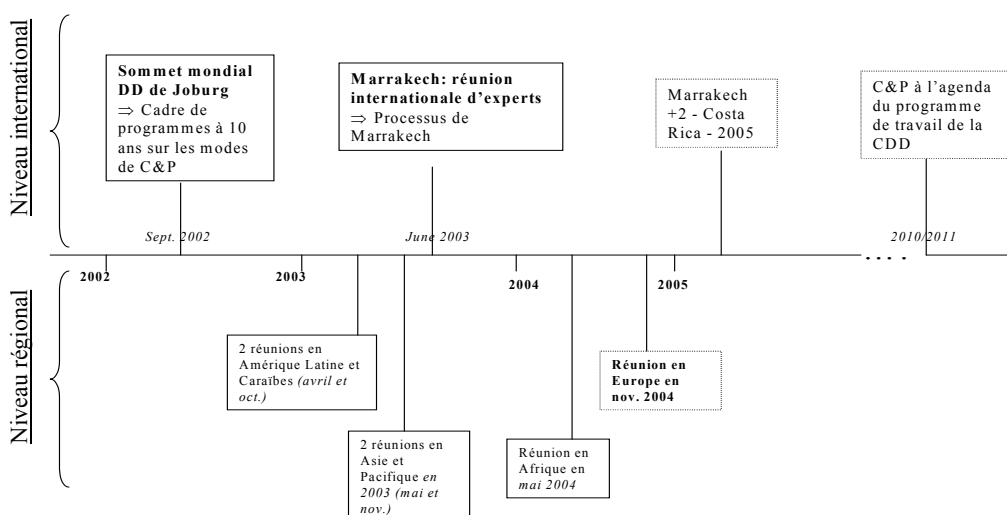 Niveau international
Sommet mondial
DD de Joburg
⇒ Cadre de
programmes à 10
ans sur les modes
de C&P
Marrakech: réunion
internationale d'experts
⇒ Processus de
Marrakech
Marrakech
+2 - Costa
Rica - 2005
C&P à l'agenda
du programme
de travail de la
CDD
Sept. 2002
June 2003
2010/2011
2002
2003
2004
2005
Niveau régional
2 réunions en
Amérique Latine et
Caraïbes (avril et
oct.)
Réunion en
Europe en
nov. 2004
2 réunions en
Asie et
Pacifique en
2003 (mai et
nov.)
Réunion en
Afrique en
mai 2004